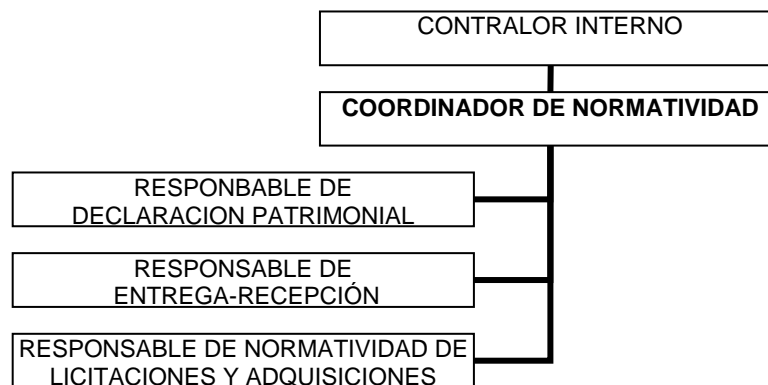 CONTRALOR INTERNO
COORDINADOR DE NORMATIVIDAD
RESPONBABLE DE
DECLARACION PATRIMONIAL
RESPONSABLE DE
ENTREGA-RECEPCIÓN
RESPONSABLE DE NORMATIVIDAD DE
LICITACIONES Y ADQUISICIONES